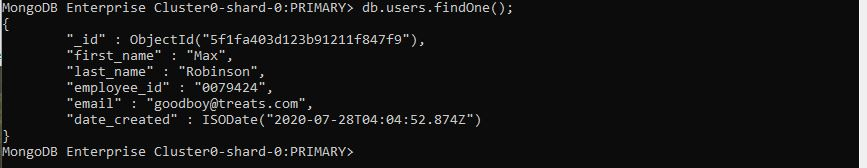 MongoDB Enterprise Cluster0-shard-0:PRIMARY> db.users.findOne();
{
"_id" : ObjectId("5f1fa403d123b91211f847f9"),
"first_name" : "Max",
"last_name" : "Robinson",
"employee_id" : "0079424",
"email" : "goodboy@treats.com",
"date_created" : ISODate("2020-07-28T04:04:52.874Z")
}
MongoDB Enterprise Cluster0-shard-0:PRIMARY>